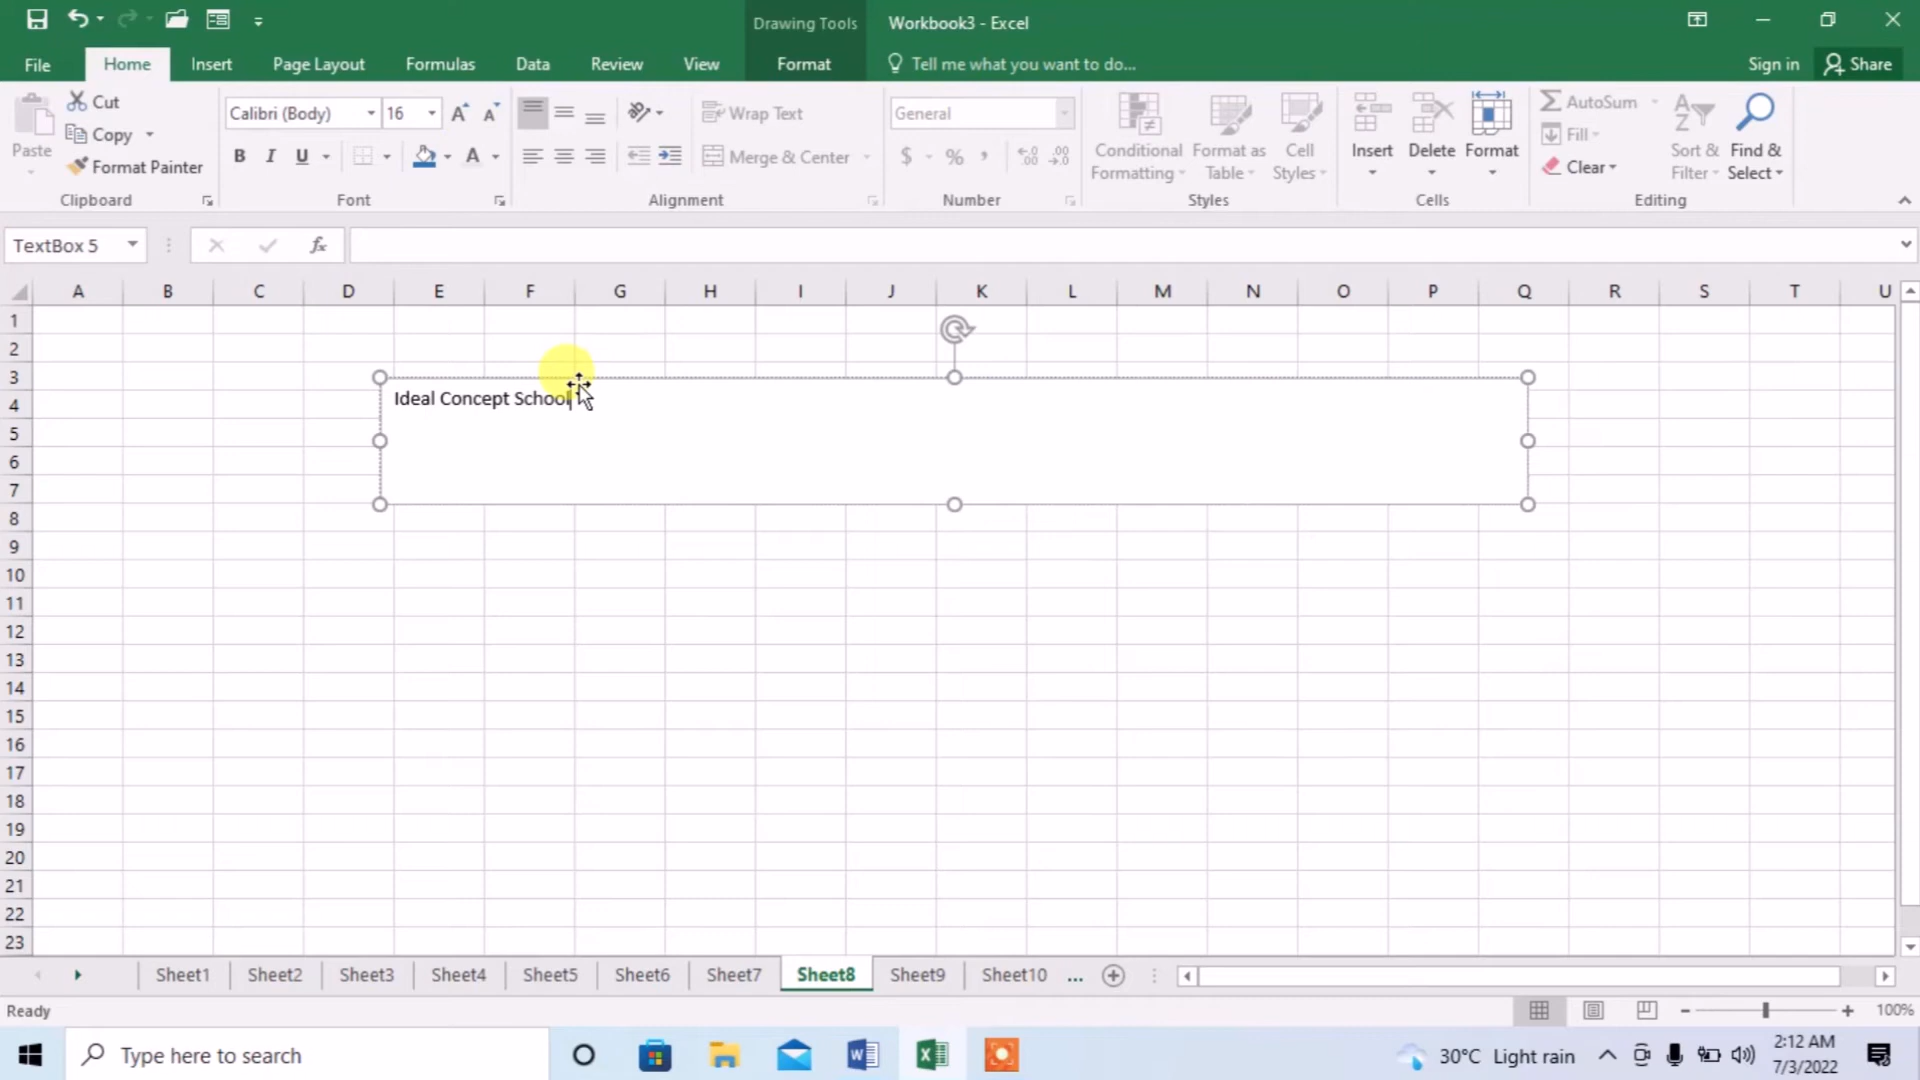 Drawing Tools
Workbook3 - Excel
File
Home
Insert
Page Layout
Formulas
Data
Review
View
Format
Tell me what you want to do...
Sign in
Share
Paste
Cut
Copy
Format Painter
Clipboard
Calibri (Body)
16
B I U
A
Font
Wrap Text
Merge & Center
Alignment
General
$ % ,
Number
Conditional Formatting
Format as Table
Cell Styles
Styles
Insert
Delete
Format
Cells
AutoSum
Fill
Clear
Sort & Filter
Find & Select
Editing
TextBox 5
fx
A B C D E F G H I J K L M N O P Q R S T U
1
2
3
4
5
6
7
8
9
10
11
12
13
14
15
16
17
18
19
20
21
22
23
Ideal Concept School
Sheet1
Sheet2
Sheet3
Sheet4
Sheet5
Sheet6
Sheet7
Sheet8
Sheet9
Sheet10
...
Ready
100%
Type here to search
30°C Light rain
2:12 AM
7/3/2022